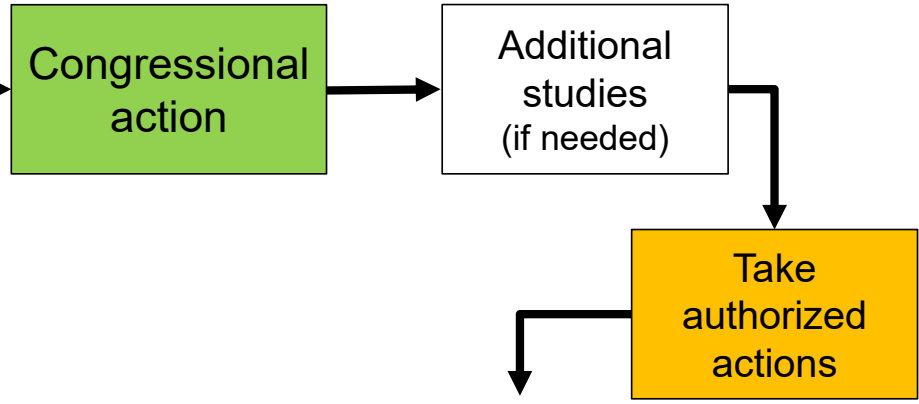 Congressional
action
Additional
studies
(if needed)
Take
authorized
actions